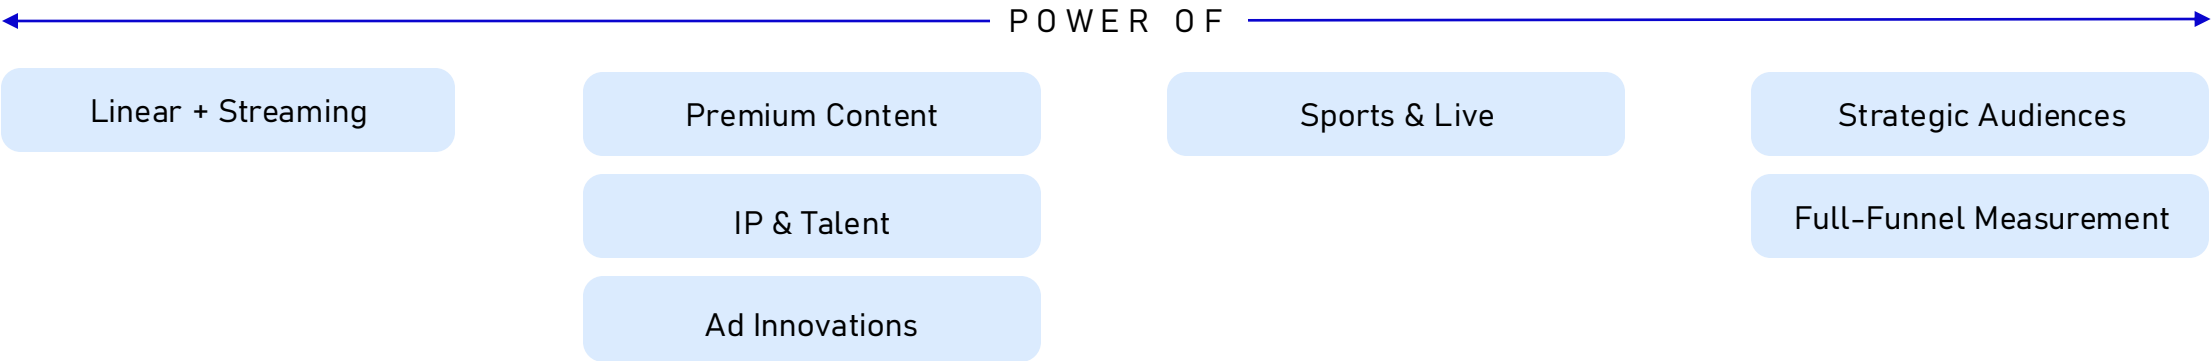 POWER OF
Linear + Streaming
Premium Content
IP & Talent
Ad Innovations
Sports & Live
Strategic Audiences
Full-Funnel Measurement